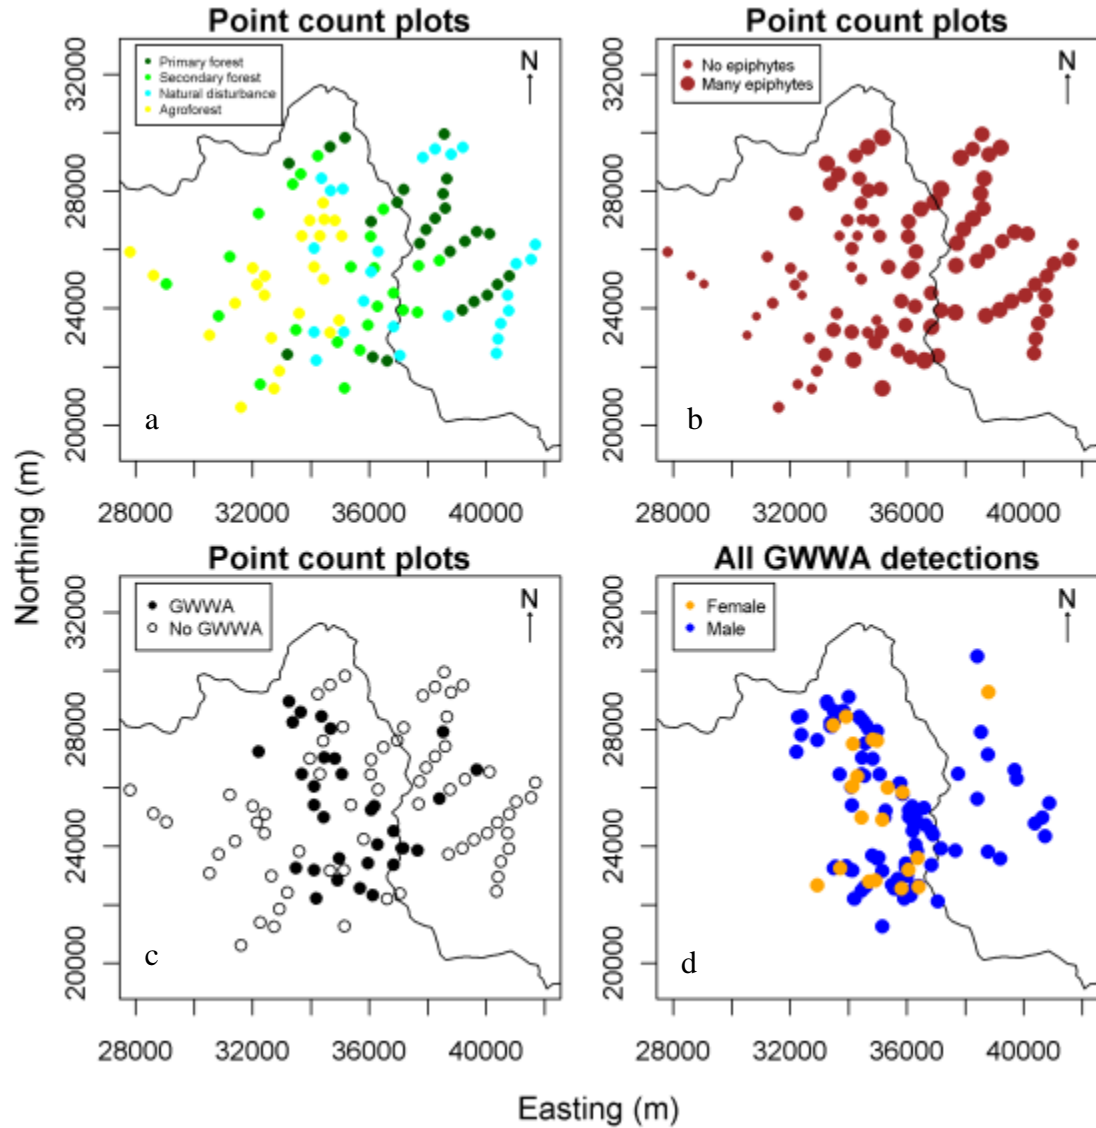 Point count plots
Primary forest
Secondary forest
Natural disturbance
Agroforest
N
32000
28000
24000
20000
a
28000 32000 36000 40000
Point count plots
No epiphytes
Many epiphytes
N
32000
28000
24000
20000
b
28000 32000 36000 40000
Point count plots
GWWA
No GWWA
N
32000
28000
24000
20000
c
28000 32000 36000 40000
All GWWA detections
Female
Male
N
32000
28000
24000
20000
d
28000 32000 36000 40000
Northing (m)
Easting (m)